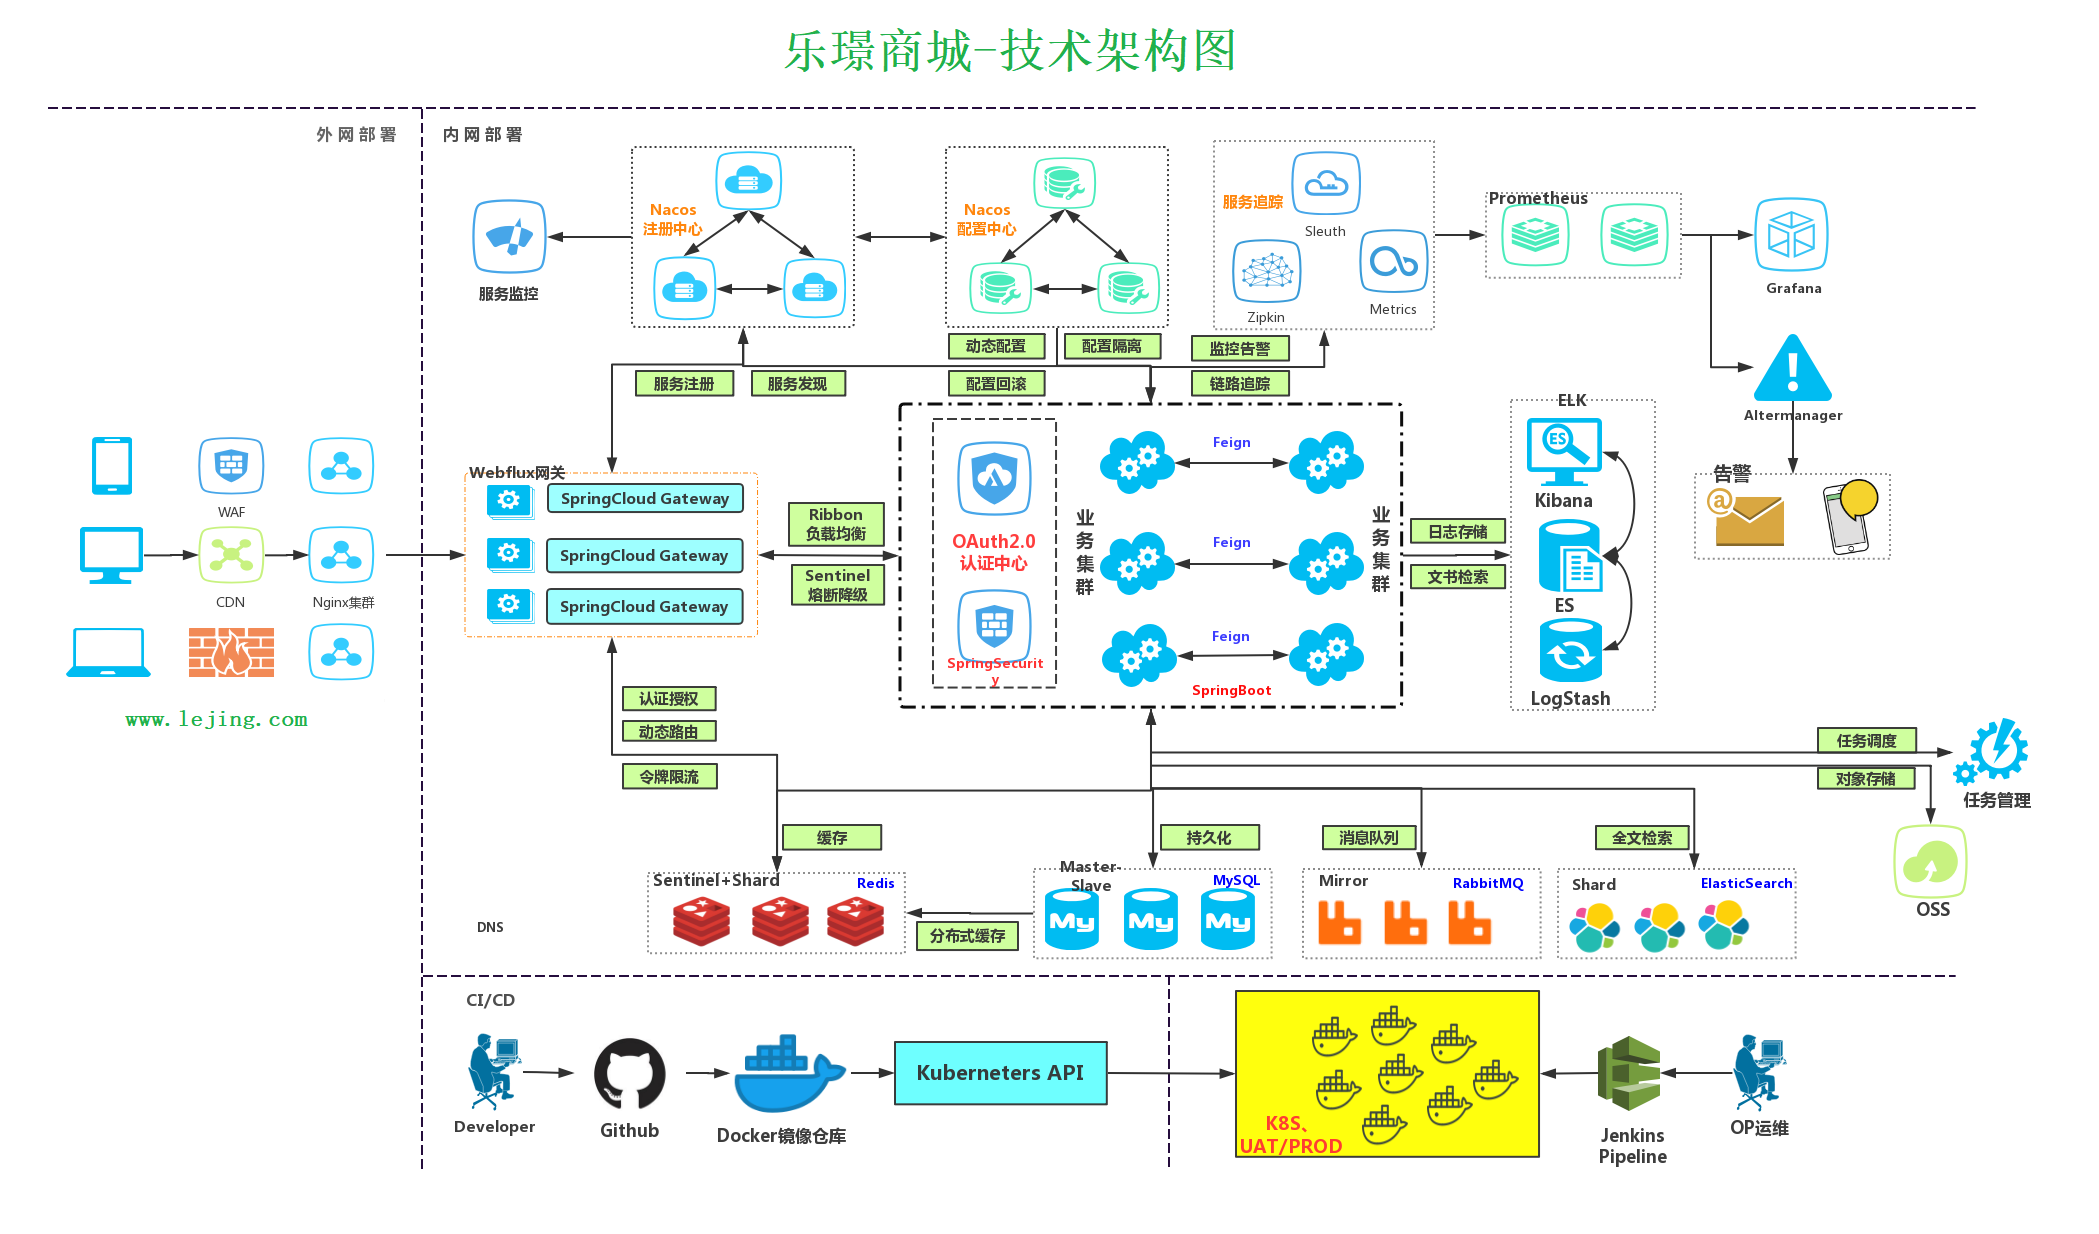 乐璟商城-技术架构图
外网部署
内网部署
Nacos
注册中心
服务监控
Nacos
配置中心
服务追踪
Sleuth
Zipkin
Metrics
Prometheus
Grafana
Altermanager
告警
服务注册
服务发现
动态配置
配置隔离
配置回滚
监控告警
链路追踪
WAF
CDN
Nginx集群
www.lejing.com
Webflux网关
SpringCloud Gateway
SpringCloud Gateway
SpringCloud Gateway
Ribbon
负载均衡
Sentinel
熔断降级
OAuth2.0
认证中心
SpringSecurit
y
业务集群
Feign
Feign
Feign
业务集群
SpringBoot
日志存储
文书检索
ELK
ES
Kibana
ES
LogStash
认证授权
动态路由
令牌限流
任务调度
对象存储
任务管理
OSS
缓存
持久化
消息队列
全文检索
Sentinel+Shard
Redis
分布式缓存
Master-
Slave
MySQL
My
My
My
Mirror
RabbitMQ
Shard
ElasticSearch
DNS
CI/CD
Developer
Github
Docker镜像仓库
Kuberneters API
K8S、
UAT/PROD
Jenkins
Pipeline
OP运维